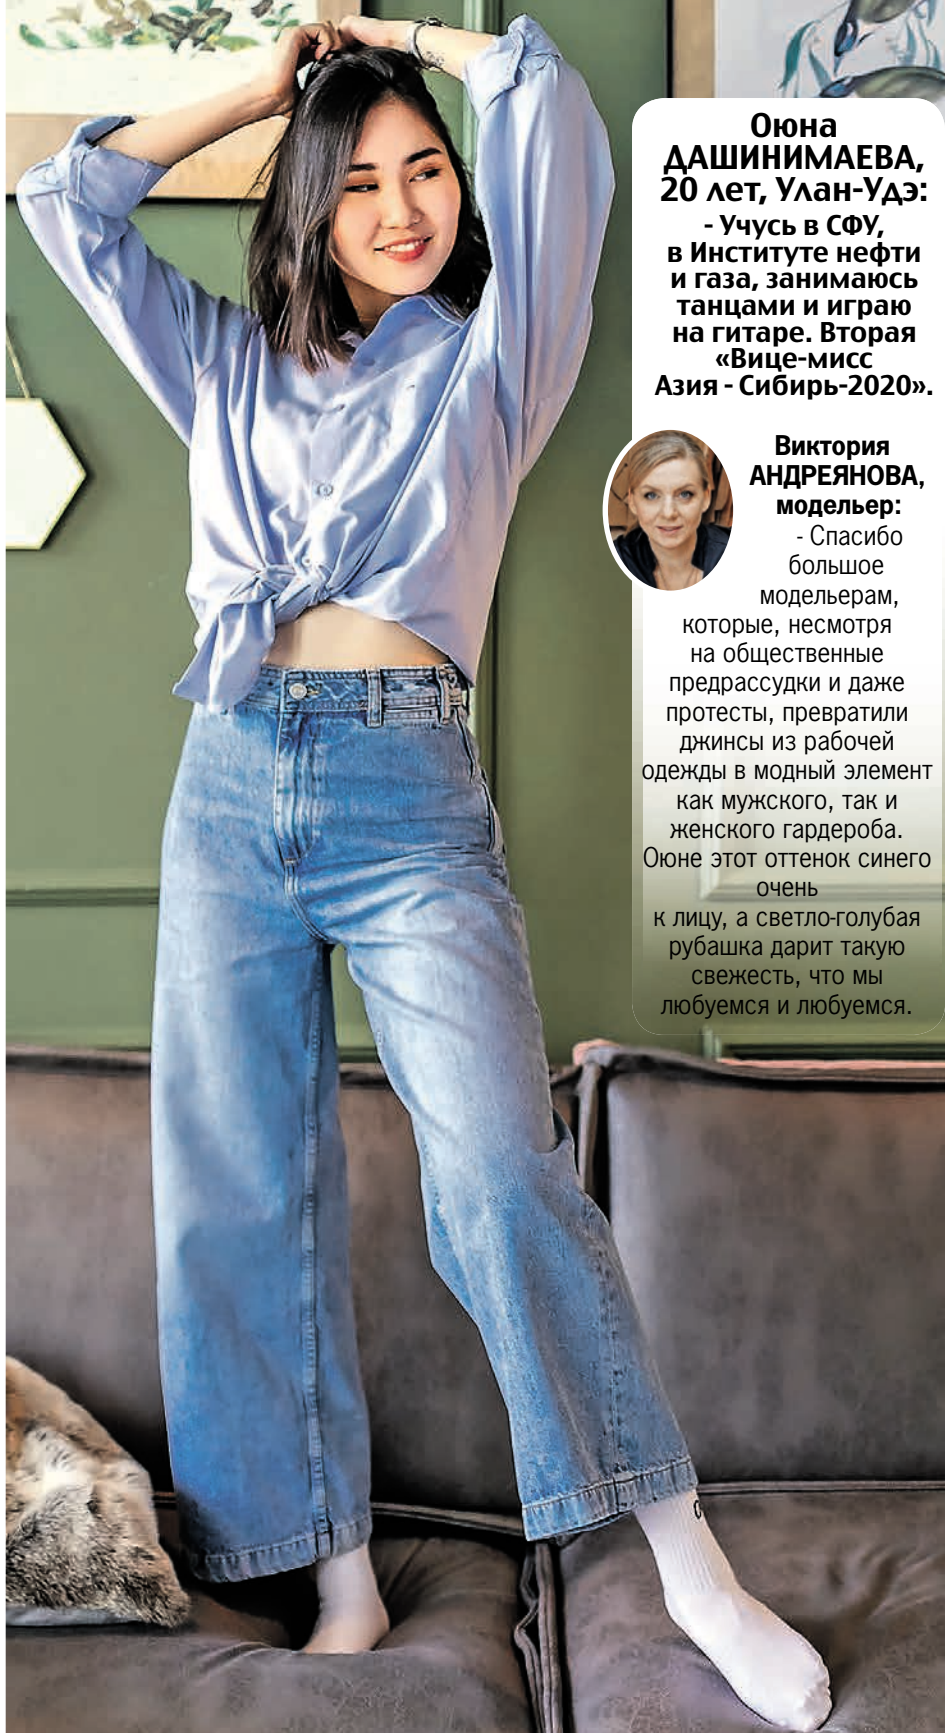 Оюна
ДАШИНИМАЕВА,
20 лет, Улан-Удэ:
- Учусь в СФУ,
в Институте нефти
и газа, занимаюсь
танцами и играю
на гитаре. Вторая
«Вице-мисс
Азия - Сибирь-2020».
Виктория
АНДРЕЯНОВА,
модельер:
- Спасибо
большое
модельерам,
которые, несмотря
на общественные
предрассудки и даже
протесты, превратили
джинсы из рабочей
одежды в модный элемент
как мужского, так и
женского гардероба.
Оюне этот оттенок синего
очень
к лицу, а светло-голубая
рубашка дарит такую
свежесть, что мы
любуемся и любуемся.